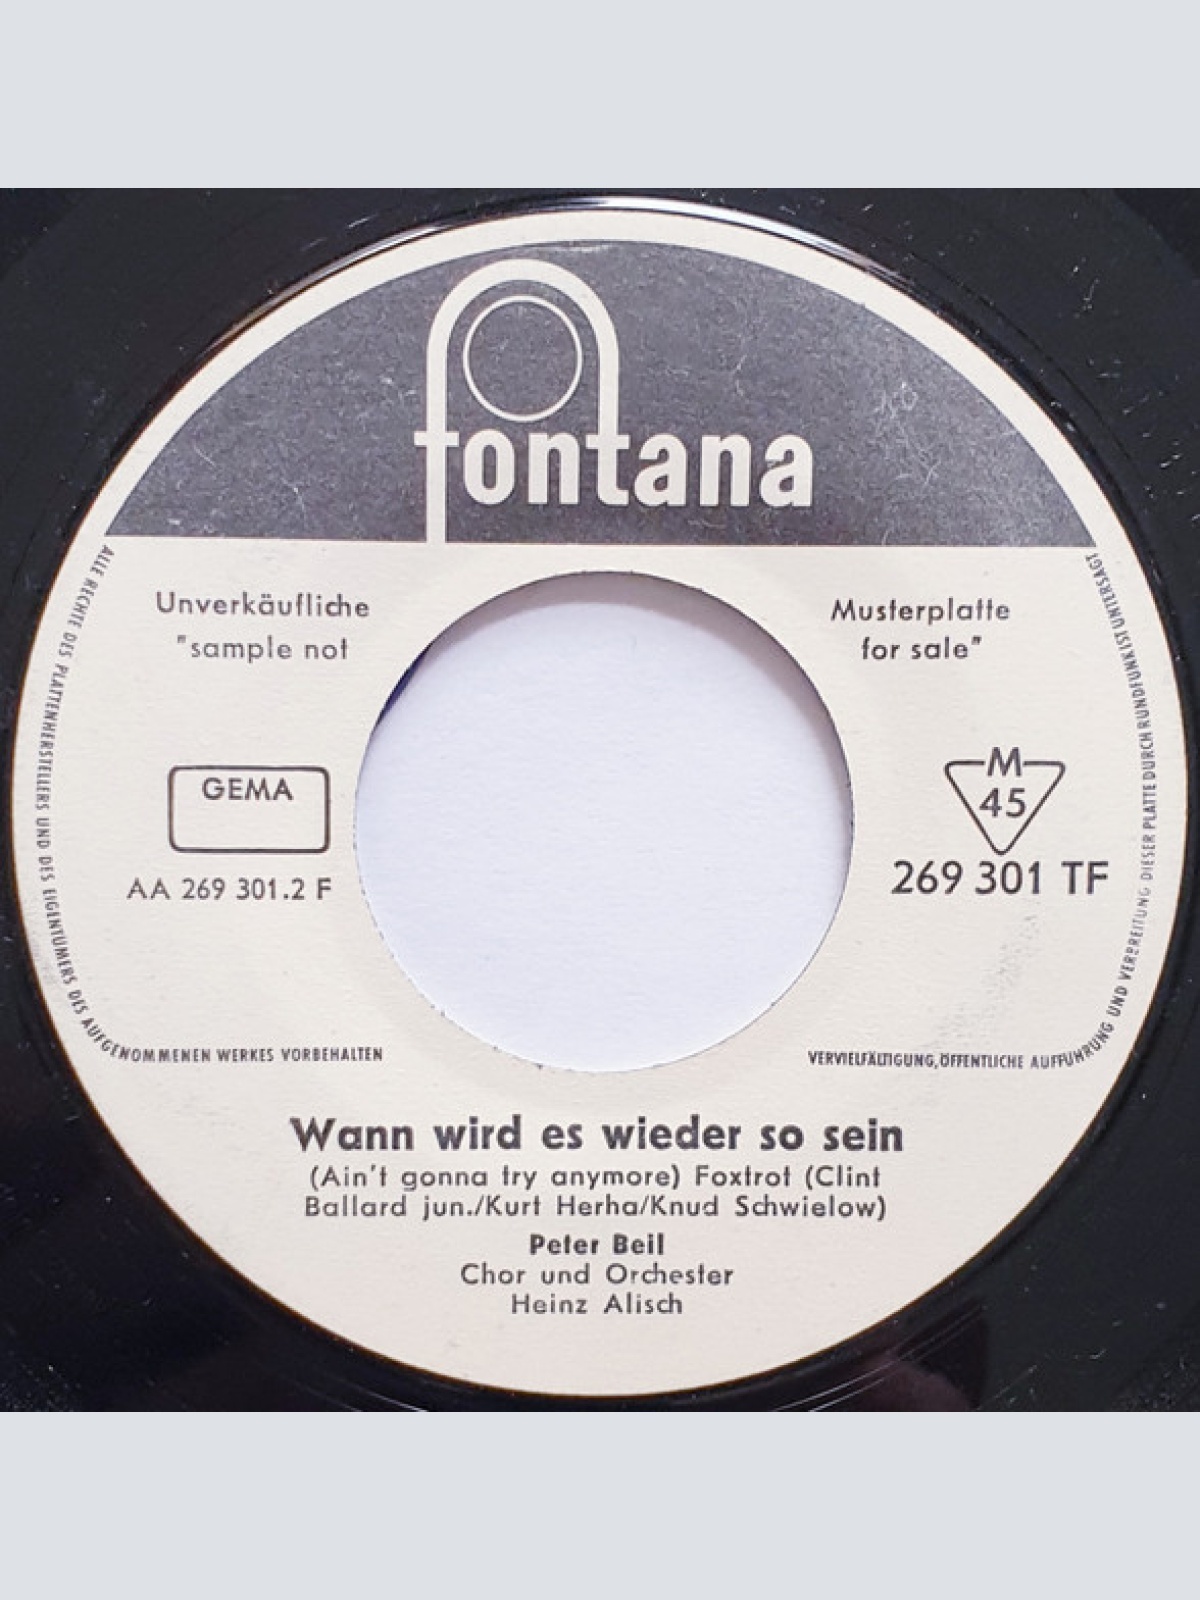 fontana
Unverkäufliche Musterplatte
"sample not for sale"
GEMA
AA 269 301.2 F
M
45
269 301 TF
ALLE RECHTE DES PLATTENHERSTELLERS UND DES EIGENTÜMERS DES AUFGENOMMENEN WERKES VORBEHALTEN
VERVIELFÄLTIGUNG, ÖFFENTLICHE AUFFÜHRUNG UND VERBREITUNG DIESER PLATTE DURCH RUNDFUNK IST UNTERSAGT
Wann wird es wieder so sein
(Ain't gonna try anymore) Foxtrot (Clint
Ballard jun./Kurt Herha/Knud Schwielow)
Peter Beil
Chor und Orchester
Heinz Alisch